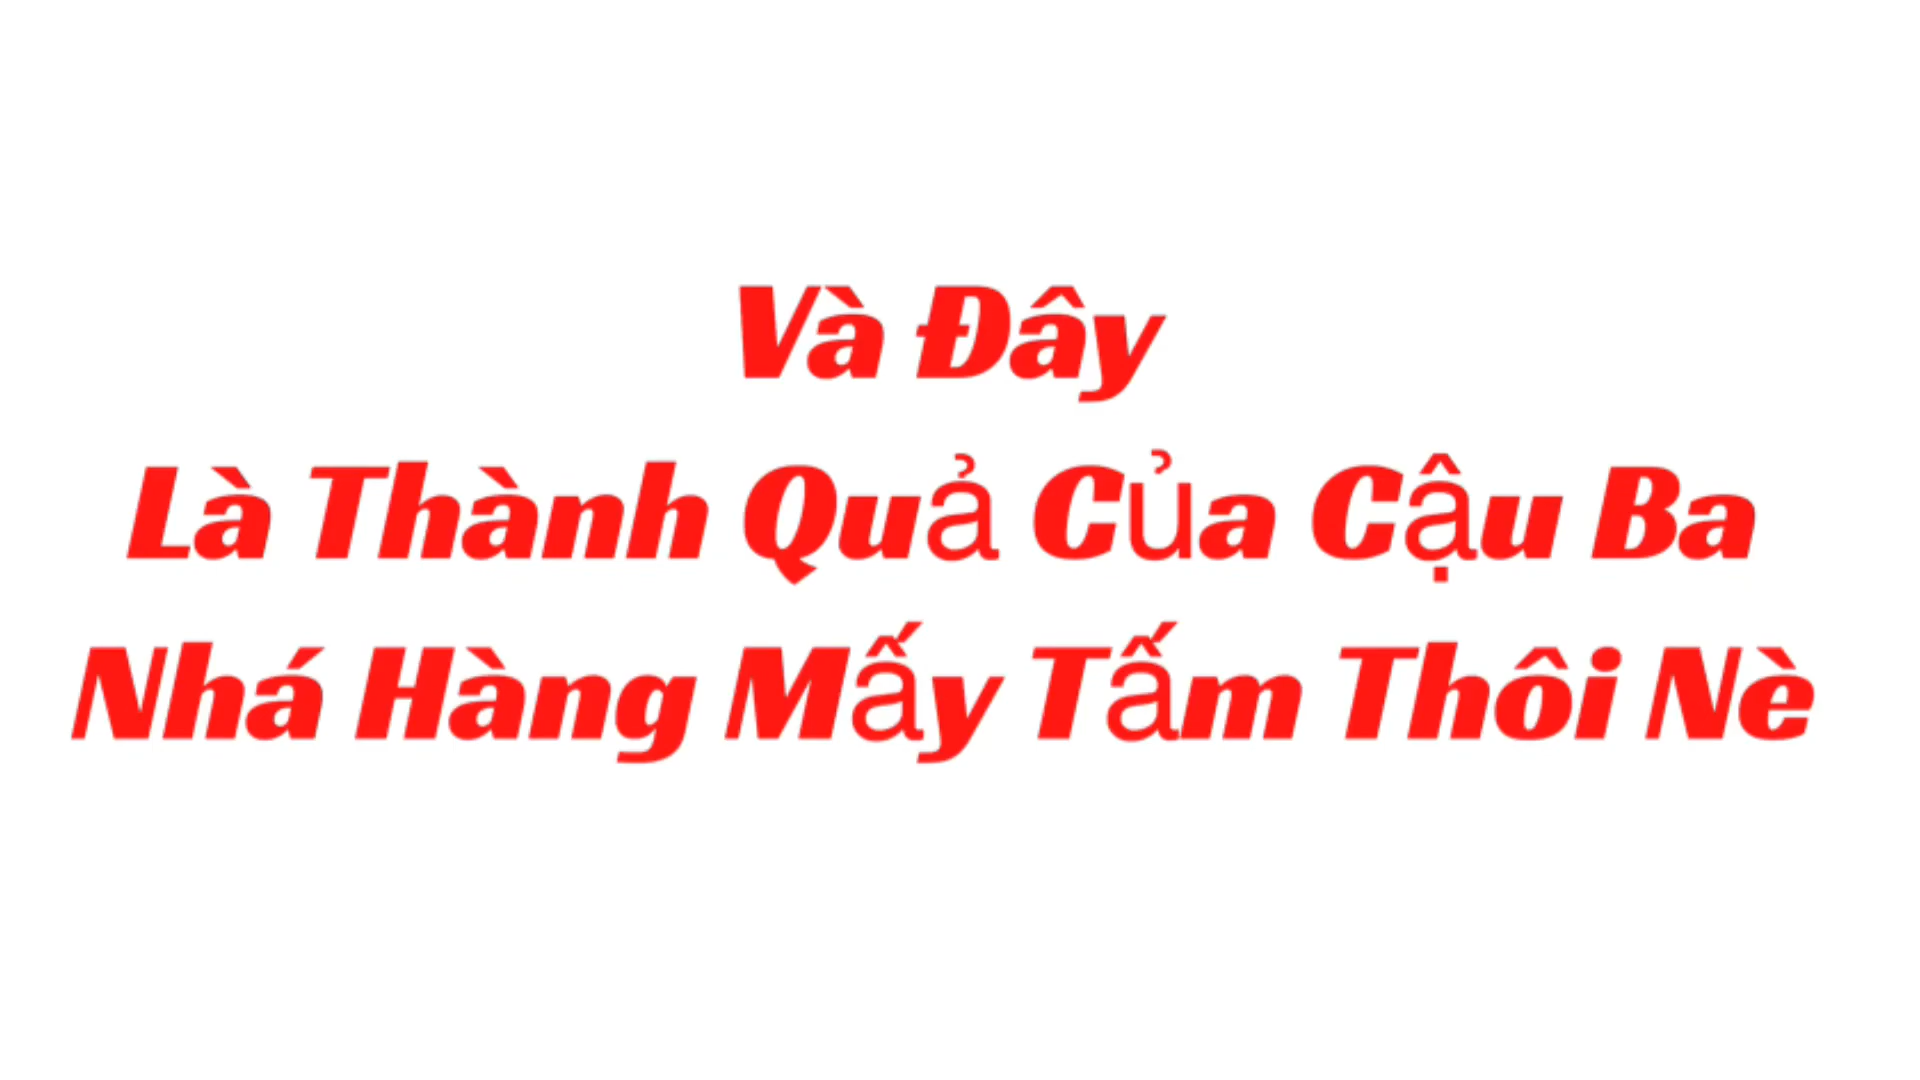 Và Đây
Là Thành Quả Của Cậu Ba
Nhá Hàng Mấy Tấm Thôi Nè